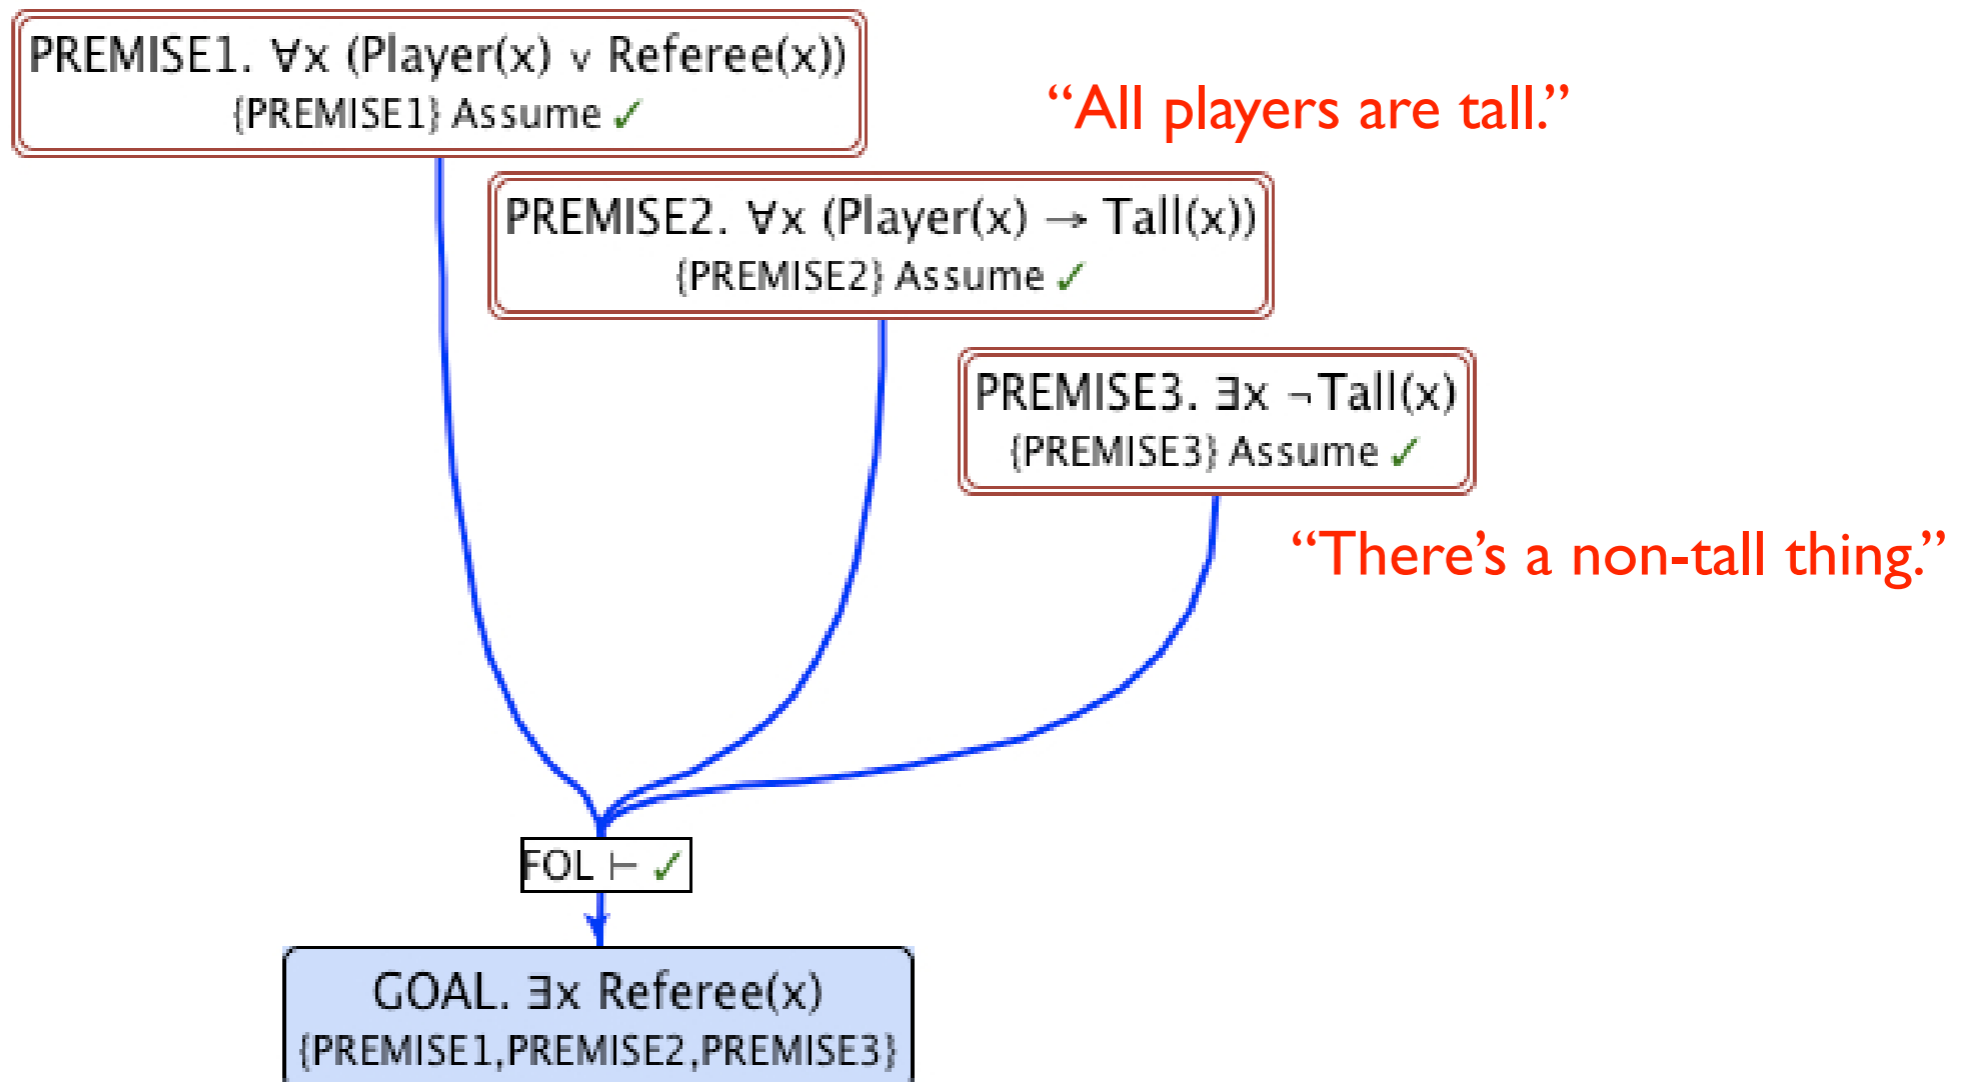 PREMISE1. ∀x (Player(x) ∨ Referee(x))
{PREMISE1} Assume ✓
“All players are tall.”
PREMISE2. ∀x (Player(x) → Tall(x))
{PREMISE2} Assume ✓
PREMISE3. ∃x ¬Tall(x)
{PREMISE3} Assume ✓
“There’s a non-tall thing.”
FOL ⊢ ✓
GOAL. ∃x Referee(x)
{PREMISE1,PREMISE2,PREMISE3}